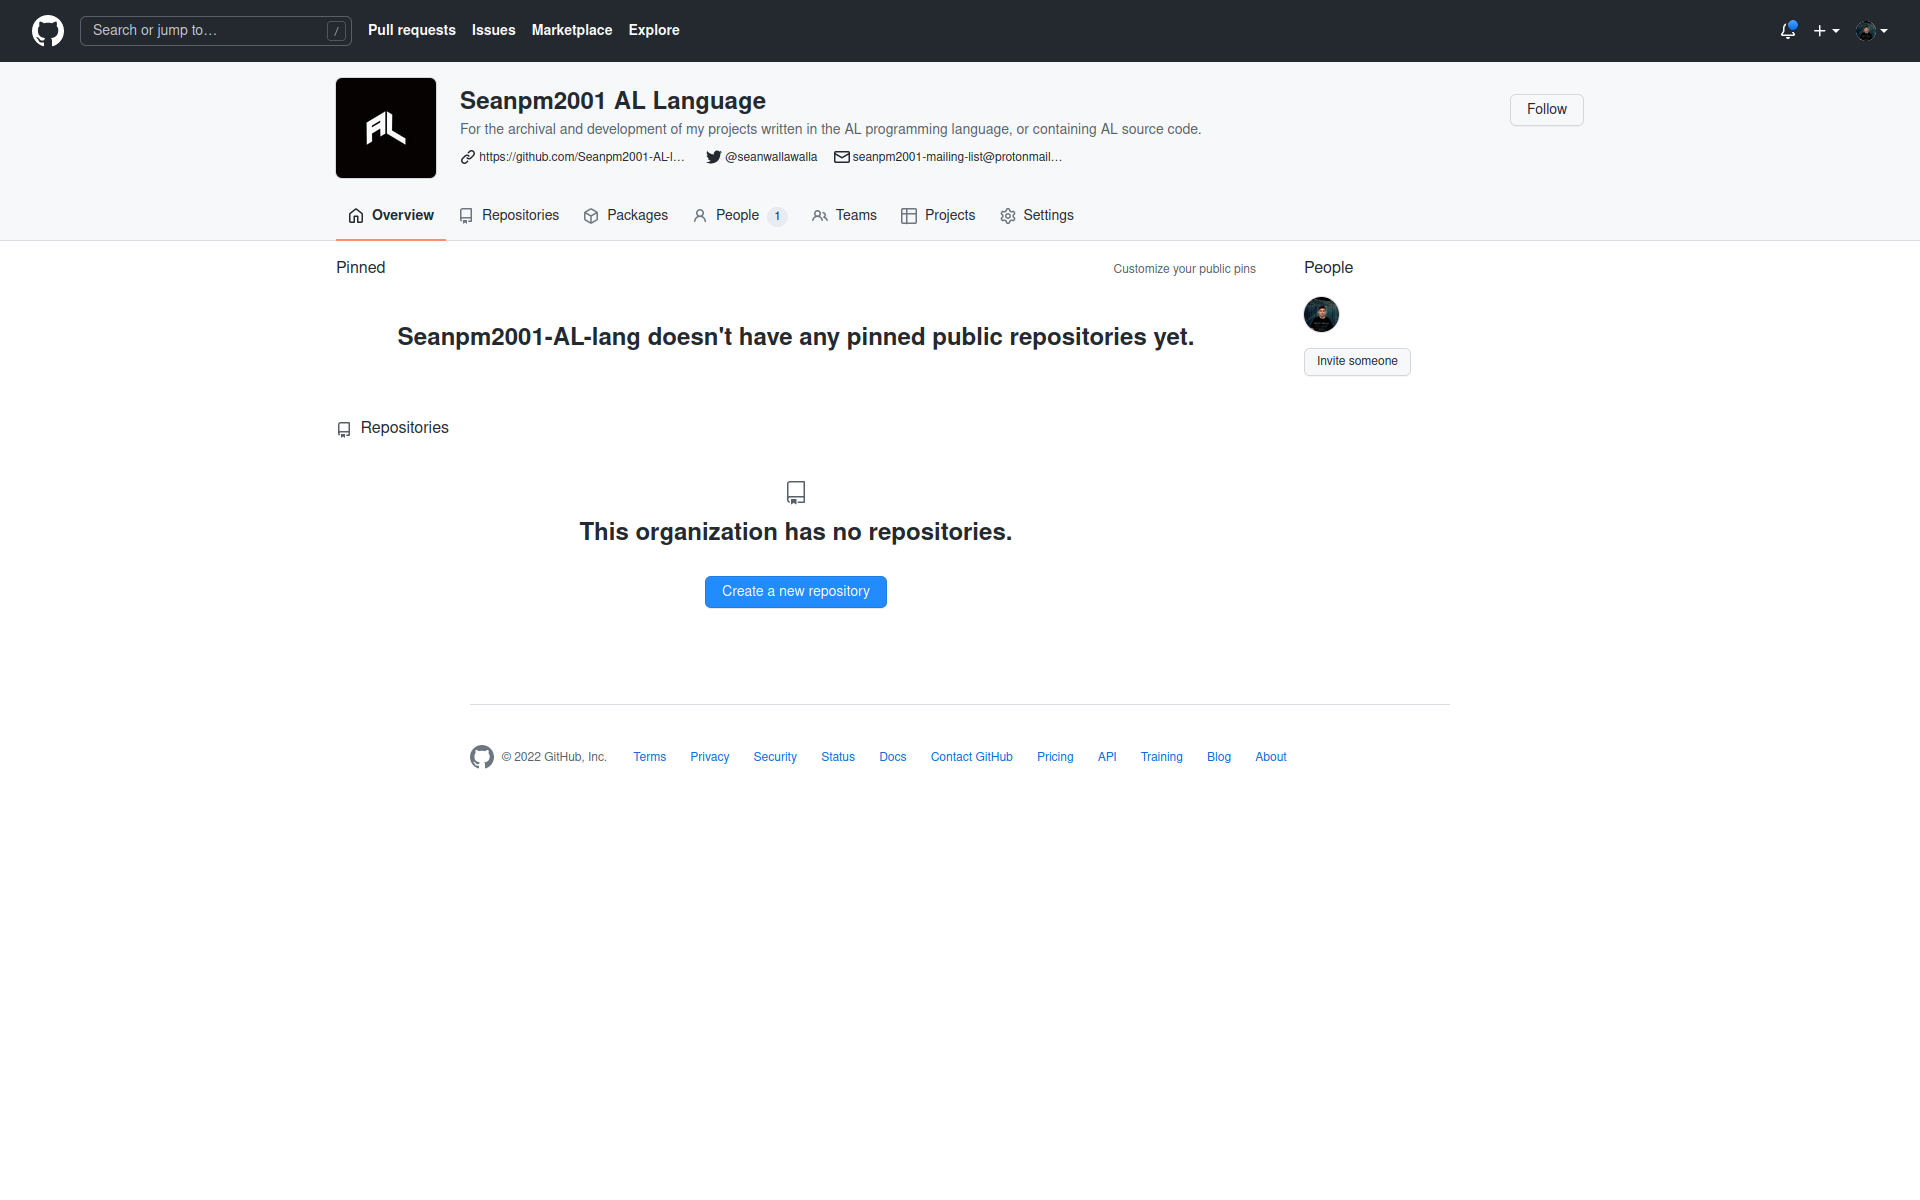 Search or jump to… /
Pull requests Issues Marketplace Explore
AL
Seanpm2001 AL Language
For the archival and development of my projects written in the AL programming language, or containing AL source code.
https://github.com/Seanpm2001-AL-l… @seanwallawalla seanpm2001-mailing-list@protonmail…
Follow
Overview Repositories Packages People 1 Teams Projects Settings
Pinned
Customize your public pins
Seanpm2001-AL-lang doesn't have any pinned public repositories yet.
People
Invite someone
Repositories
This organization has no repositories.
Create a new repository
© 2022 GitHub, Inc. Terms Privacy Security Status Docs Contact GitHub Pricing API Training Blog About